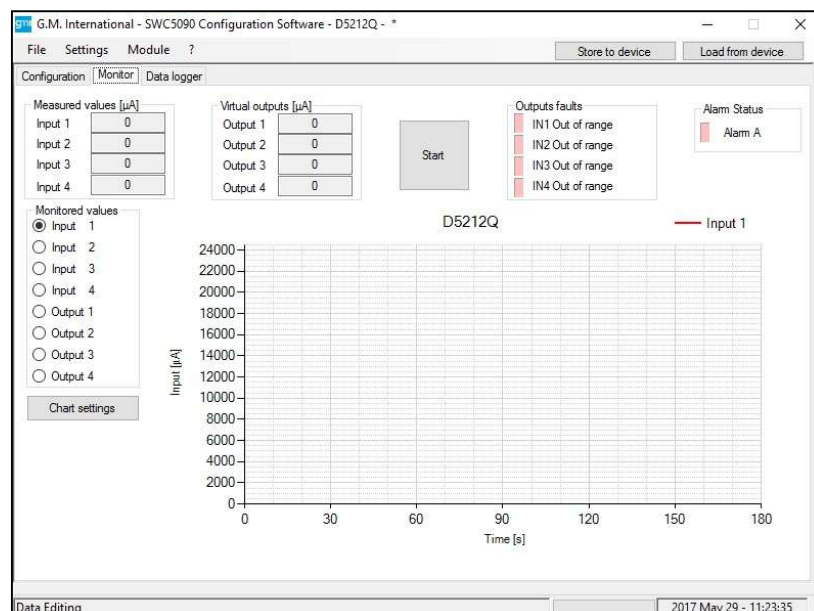 gmi G.M. International - SWC5090 Configuration Software - D5212Q - *
File Settings Module ? Store to device Load from device
Configuration Monitor Data logger
Measured values [µA]
Input 1 0
Input 2 0
Input 3 0
Input 4 0
Virtual outputs [µA]
Output 1 0
Output 2 0
Output 3 0
Output 4 0
Start
Outputs faults
IN1 Out of range
IN2 Out of range
IN3 Out of range
IN4 Out of range
Alarm Status
Alarm A
Monitored values
Input 1
Input 2
Input 3
Input 4
Output 1
Output 2
Output 3
Output 4
Chart settings
D5212Q
Input 1
Input [µA]
24000
22000
20000
18000
16000
14000
12000
10000
8000
6000
4000
2000
0
0 30 60 90 120 150 180
Time [s]
Data Editing 2017 May 29 - 11:23:35